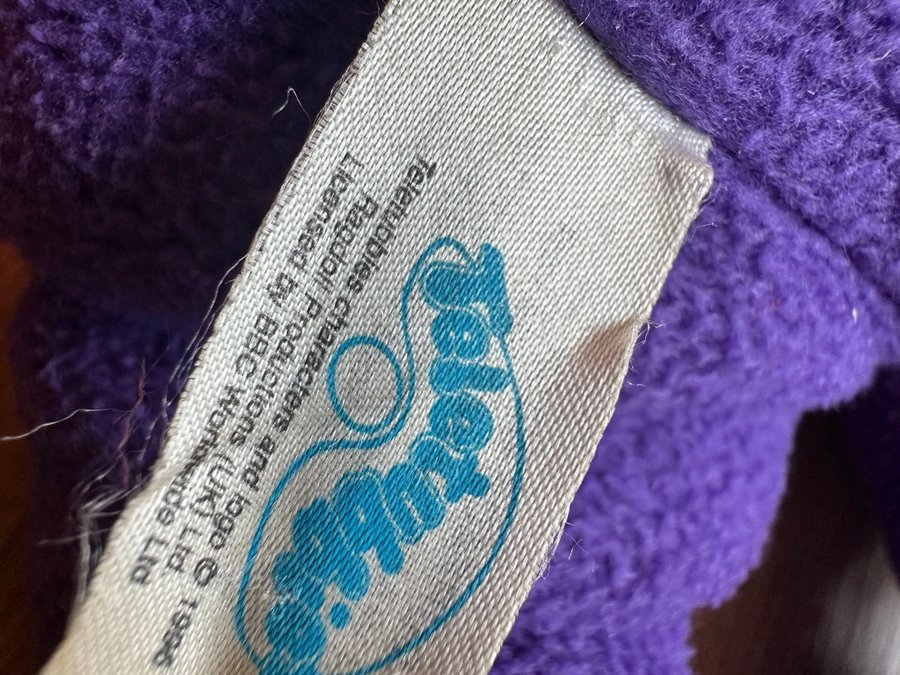 Teletubbies
Teletubbies characters and logo © 1996
Ragdoll Productions (UK) Ltd
Licensed by BBC Worldwide Ltd